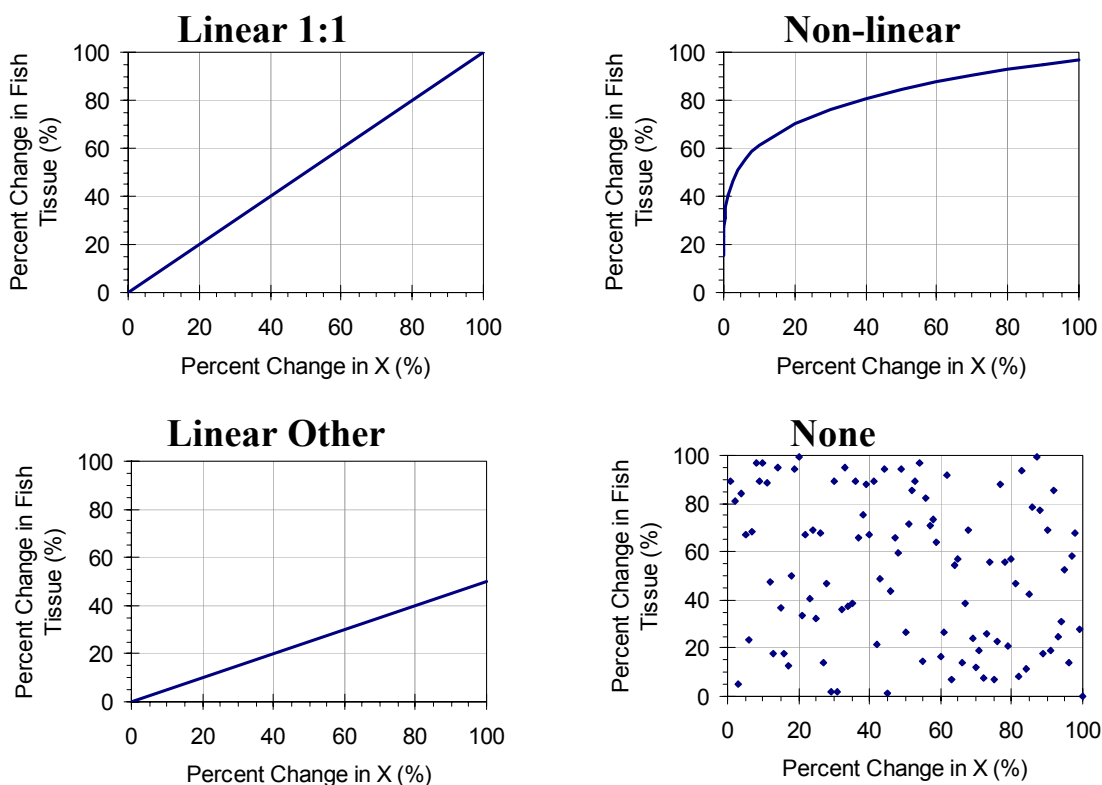 Linear 1:1
Percent Change in Fish
Tissue (%)
100
80
60
40
20
0
0 20 40 60 80 100
Percent Change in X (%)
Non-linear
Percent Change in Fish
Tissue (%)
100
80
60
40
20
0
0 20 40 60 80 100
Percent Change in X (%)
Linear Other
Percent Change in Fish
Tissue (%)
100
80
60
40
20
0
0 20 40 60 80 100
Percent Change in X (%)
None
Percent Change in Fish
Tissue (%)
100
80
60
40
20
0
0 20 40 60 80 100
Percent Change in X (%)